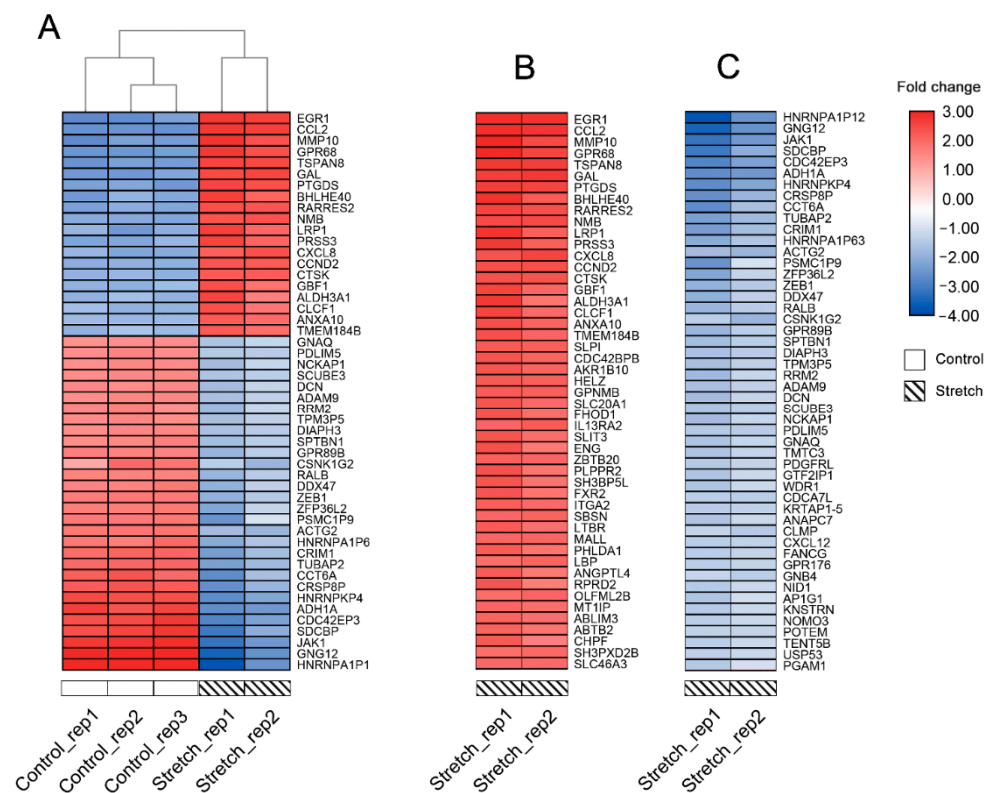 A
B
C
EGR1
CCL2
MMP10
GPR68
TSPAN8
GAL
PTGDS
BHLHE40
RARRES2
NMB
LRP1
PRSS3
CXCL8
CCND2
CTSK
GBF1
ALDH3A1
CLCF1
ANXA10
TMEM184B
GNAQ
PDLIM5
NCKAP1
SCUBE3
DCN
ADAM9
RRM2
TPM3P5
DIAPH3
SPTBN1
GPR89B
CSNK1G2
RALB
DDX47
ZEB1
ZFP36L2
PSMC1P9
ACTG2
HNRNPA1P6
CRIM1
TUBAP2
CCT6A
CRSP8P
HNRNPKP4
ADH1A
CDC42EP3
SDCBP
JAK1
GNG12
HNRNPA1P1
Control_rep1
Control_rep2
Control_rep3
Stretch_rep1
Stretch_rep2
EGR1
CCL2
MMP10
GPR68
TSPAN8
GAL
PTGDS
BHLHE40
RARRES2
NMB
LRP1
PRSS3
CXCL8
CCND2
CTSK
GBF1
ALDH3A1
CLCF1
ANXA10
TMEM184B
SLPI
CDC42BPB
AKR1B10
HELZ
GPNMB
SLC20A1
FHOD1
IL13RA2
SLIT3
ENG
ZBTB20
PLPPR2
SH3BP5L
FXR2
ITGA2
SBSN
LTBR
MALL
PHLDA1
LBP
ANGPTL4
RPRD2
OLFML2B
MT1IP
ABLIM3
ABTB2
CHPF
SH3PXD2B
SLC46A3
Stretch_rep1
Stretch_rep2
HNRNPA1P12
GNG12
JAK1
SDCBP
CDC42EP3
ADH1A
HNRNPKP4
CRSP8P
CCT6A
TUBAP2
CRIM1
HNRNPA1P63
ACTG2
PSMC1P9
ZFP36L2
ZEB1
DDX47
RALB
CSNK1G2
GPR89B
SPTBN1
DIAPH3
TPM3P5
RRM2
ADAM9
DCN
SCUBE3
NCKAP1
PDLIM5
GNAQ
TMTC3
PDGFRL
GTF2IP1
WDR1
CDCA7L
KRTAP1-5
ANAPC7
CLMP
CXCL12
FANCG
GPR176
GNB4
NID1
AP1G1
KNSTRN
NOMO3
POTEM
TENT5B
USP53
PGAM1
Stretch_rep1
Stretch_rep2
Fold change
3.00
2.00
1.00
0.00
−1.00
−2.00
−3.00
−4.00
Control
Stretch